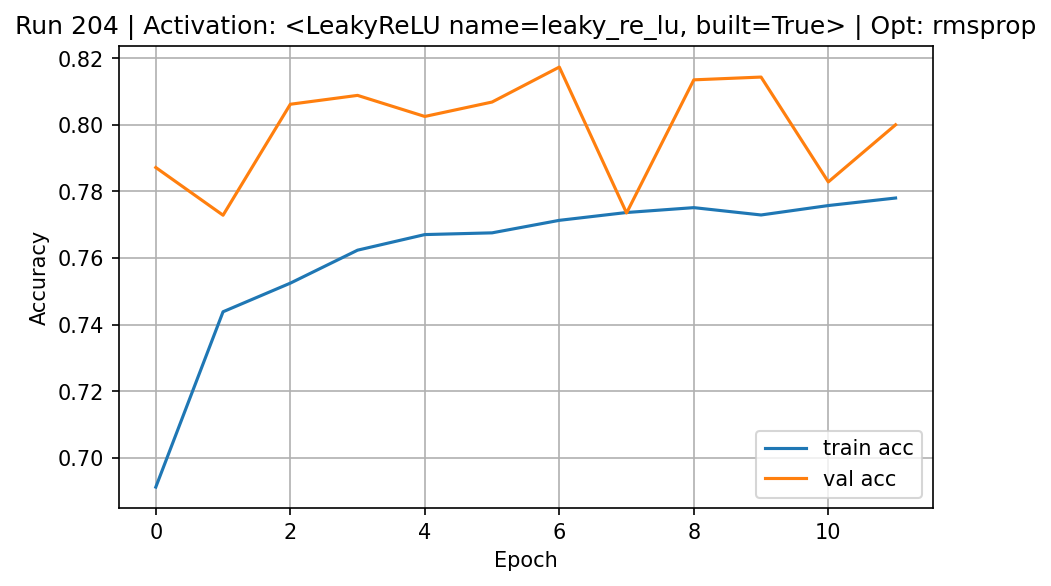 Run 204 | Activation: <LeakyReLU name=leaky_re_lu, built=True> | Opt: rmsprop
0.82
0.80
0.78
0.76
0.74
0.72
0.70
Accuracy
train acc
val acc
0 2 4 6 8 10
Epoch